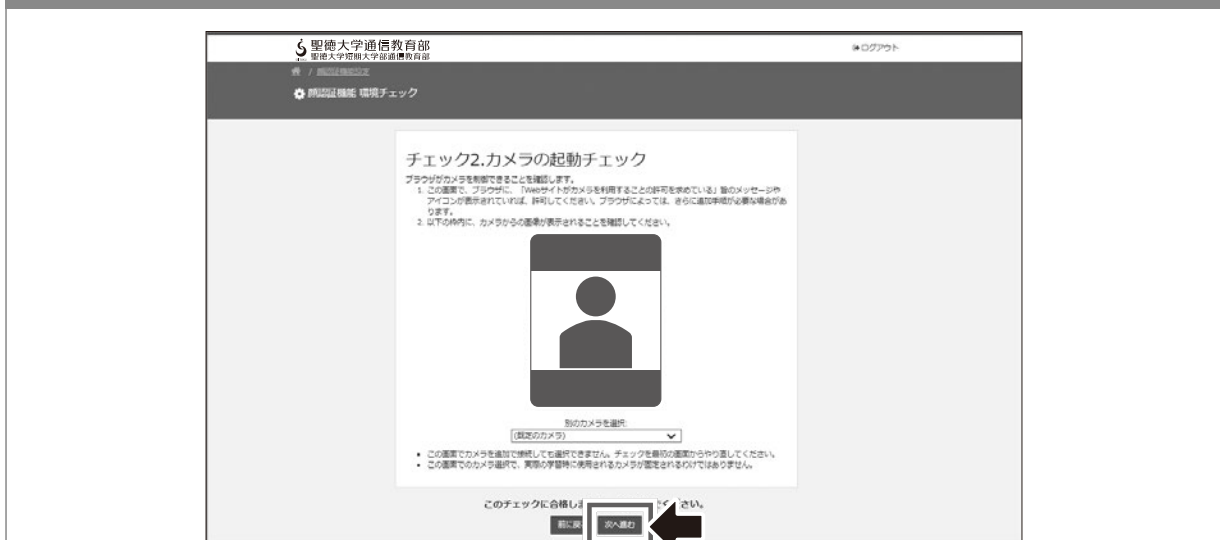 聖徳大学通信教育部
聖徳大学短期大学部通信教育部
ログアウト
/ 顔認証機能設定
顔認証機能 環境チェック
チェック2.カメラの起動チェック
ブラウザがカメラを制御できることを確認します。
1. この画面で、ブラウザに、「Webサイトがカメラを利用することの許可を求めている」旨のメッセージや
アイコンが表示されていれば、許可してください。ブラウザによっては、さらに追加手順が必要な場合があ
ります。
2. 以下の枠内に、カメラからの画像が表示されることを確認してください。
別のカメラを選択:
(既定のカメラ)
• この画面でカメラを追加で接続しても選択できません。チェックを最初の画面からやり直してください。
• この画面でのカメラ選択で、実際の学習時に使用されるカメラが固定されるわけではありません。
このチェックに合格しま ください。
前に戻 次へ進む